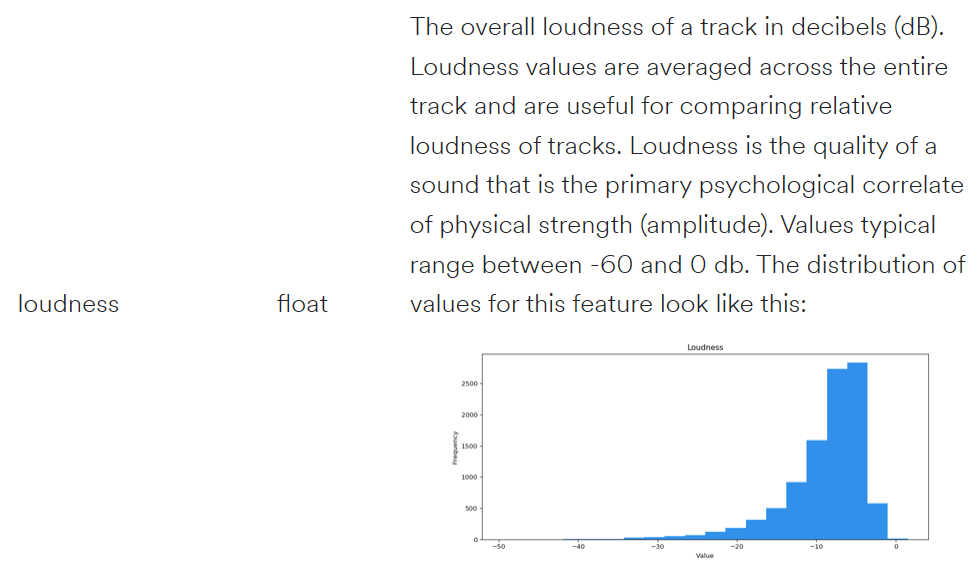 The overall loudness of a track in decibels (dB).
Loudness values are averaged across the entire
track and are useful for comparing relative
loudness of tracks. Loudness is the quality of a
sound that is the primary psychological correlate
of physical strength (amplitude). Values typical
range between -60 and 0 db. The distribution of
loudness float values for this feature look like this:
Loudness
Frequency
2500
2000
1500
1000
500
0
-50 -40 -30 -20 -10 0
Value